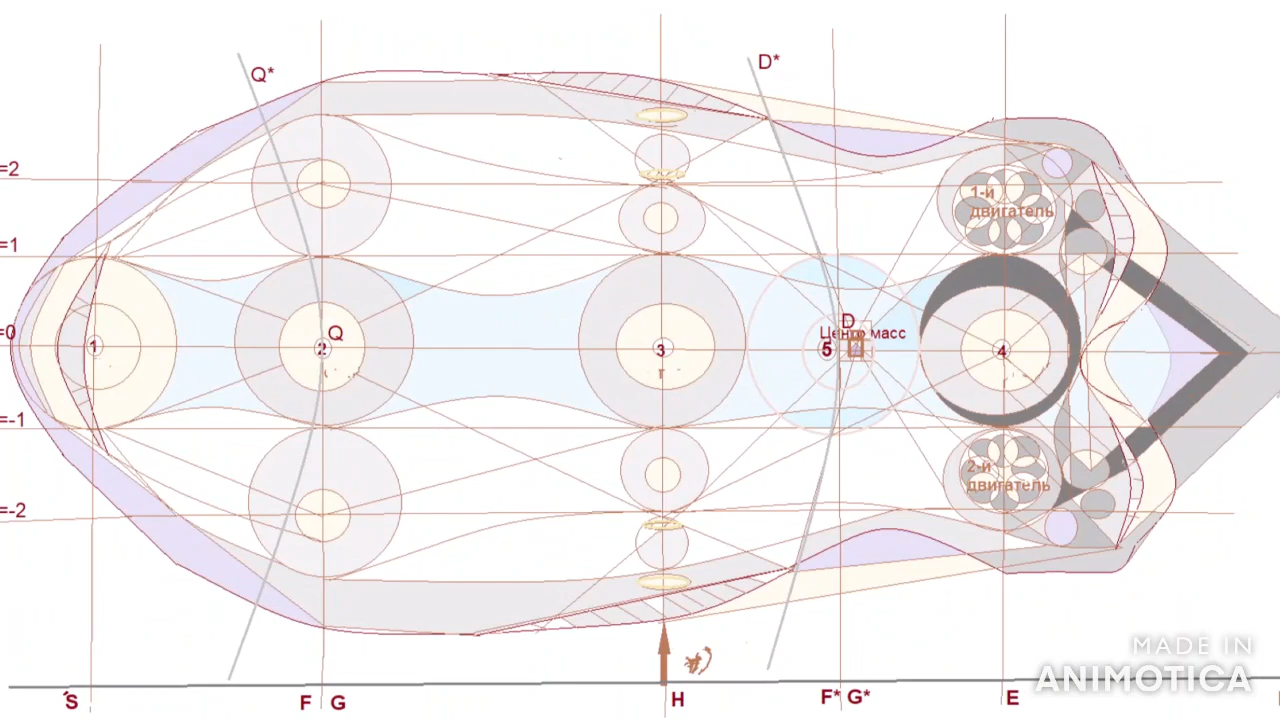 Q*
D*
=2
1-й
двигатель
=1
=0
Q
D
Центр масс
1
2
3
5
4
=-1
2-й
двигатель
=-2
MADE IN
ANIMOTICA
S
F
G
H
F*
G*
E